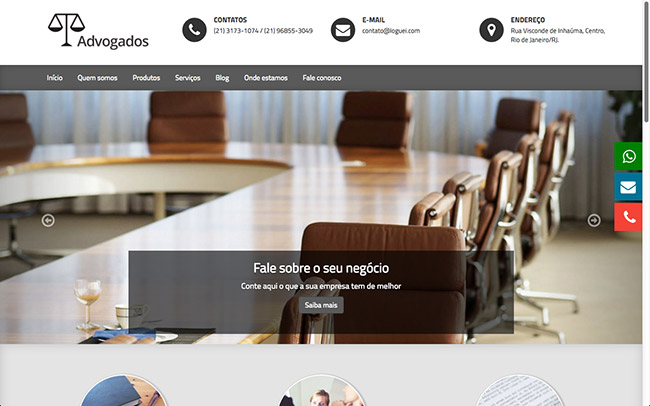 Advogados
CONTATOS
(21) 3173-1074 / (21) 96855-3049
E-MAIL
contato@loguei.com
ENDEREÇO
Rua Visconde de Inhaúma, Centro,
Rio de Janeiro/RJ.
Início Quem somos Produtos Serviços Blog Onde estamos Fale conosco
Fale sobre o seu negócio
Conte aqui o que a sua empresa tem de melhor
Saiba mais